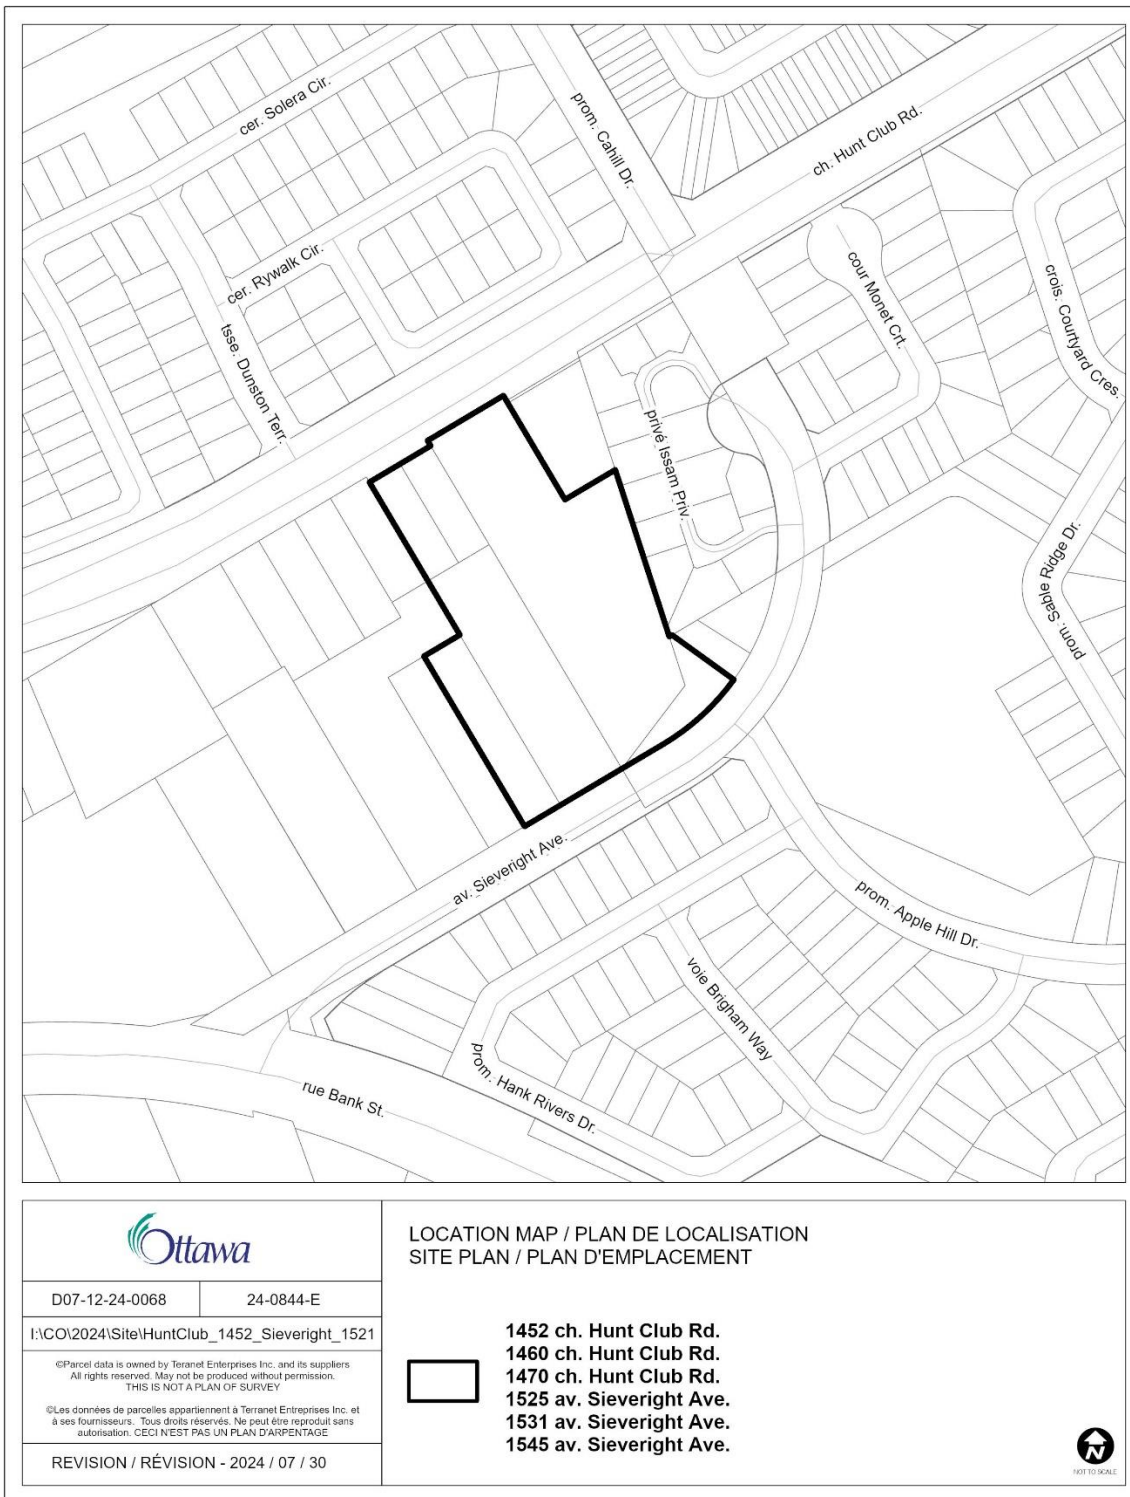 cer. Solera Cir.
prom. Cahill Dr.
ch. Hunt Club Rd.
cer. Rywalk Cir.
tsse. Dunston Terr.
cour Monet Crt.
crois. Courtyard Cres.
privé Issam Priv.
prom. Sable Ridge Dr.
av. Sieveright Ave.
prom. Apple Hill Dr.
voie Brigham Way
prom. Hank Rivers Dr.
rue Bank St.
Ottawa
D07-12-24-0068
24-0844-E
I:\CO\2024\Site\HuntClub_1452_Sieveright_1521
©Parcel data is owned by Teranet Enterprises Inc. and its suppliers
All rights reserved. May not be produced without permission.
THIS IS NOT A PLAN OF SURVEY
©Les données de parcelles appartiennent à Terranet Entreprises Inc. et
à ses fournisseurs. Tous droits réservés. Ne peut être reproduit sans
autorisation. CECI N'EST PAS UN PLAN D'ARPENTAGE
REVISION / RÉVISION - 2024 / 07 / 30
LOCATION MAP / PLAN DE LOCALISATION
SITE PLAN / PLAN D'EMPLACEMENT
1452 ch. Hunt Club Rd.
1460 ch. Hunt Club Rd.
1470 ch. Hunt Club Rd.
1525 av. Sieveright Ave.
1531 av. Sieveright Ave.
1545 av. Sieveright Ave.
N
NOT TO SCALE